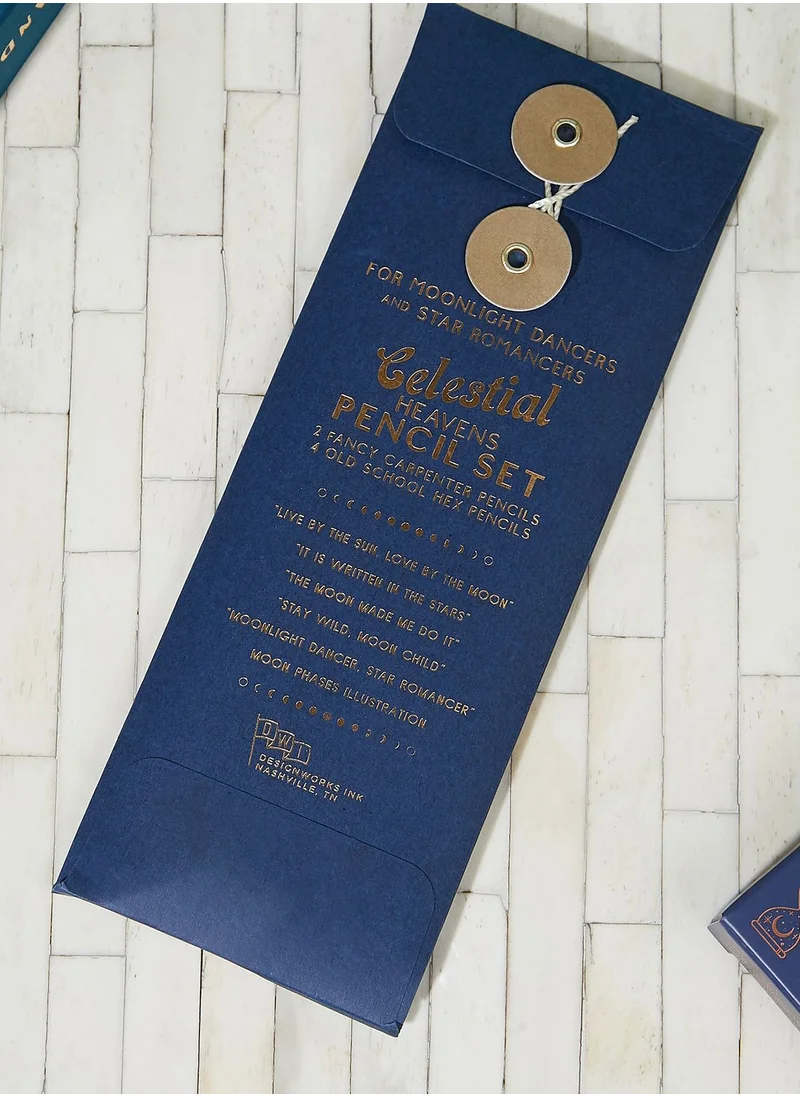 FOR MOONLIGHT DANCERS
AND STAR ROMANCERS
Celestial
HEAVENS
PENCIL SET
2 FANCY CARPENTER PENCILS
4 OLD SCHOOL HEX PENCILS
"LIVE BY THE SUN, LOVE BY THE MOON"
"IT IS WRITTEN IN THE STARS"
"THE MOON MADE ME DO IT"
"STAY WILD, MOON CHILD"
"MOONLIGHT DANCER, STAR ROMANCER"
MOON PHASES ILLUSTRATION
DWI
DESIGNWORKS INK
NASHVILLE, TN